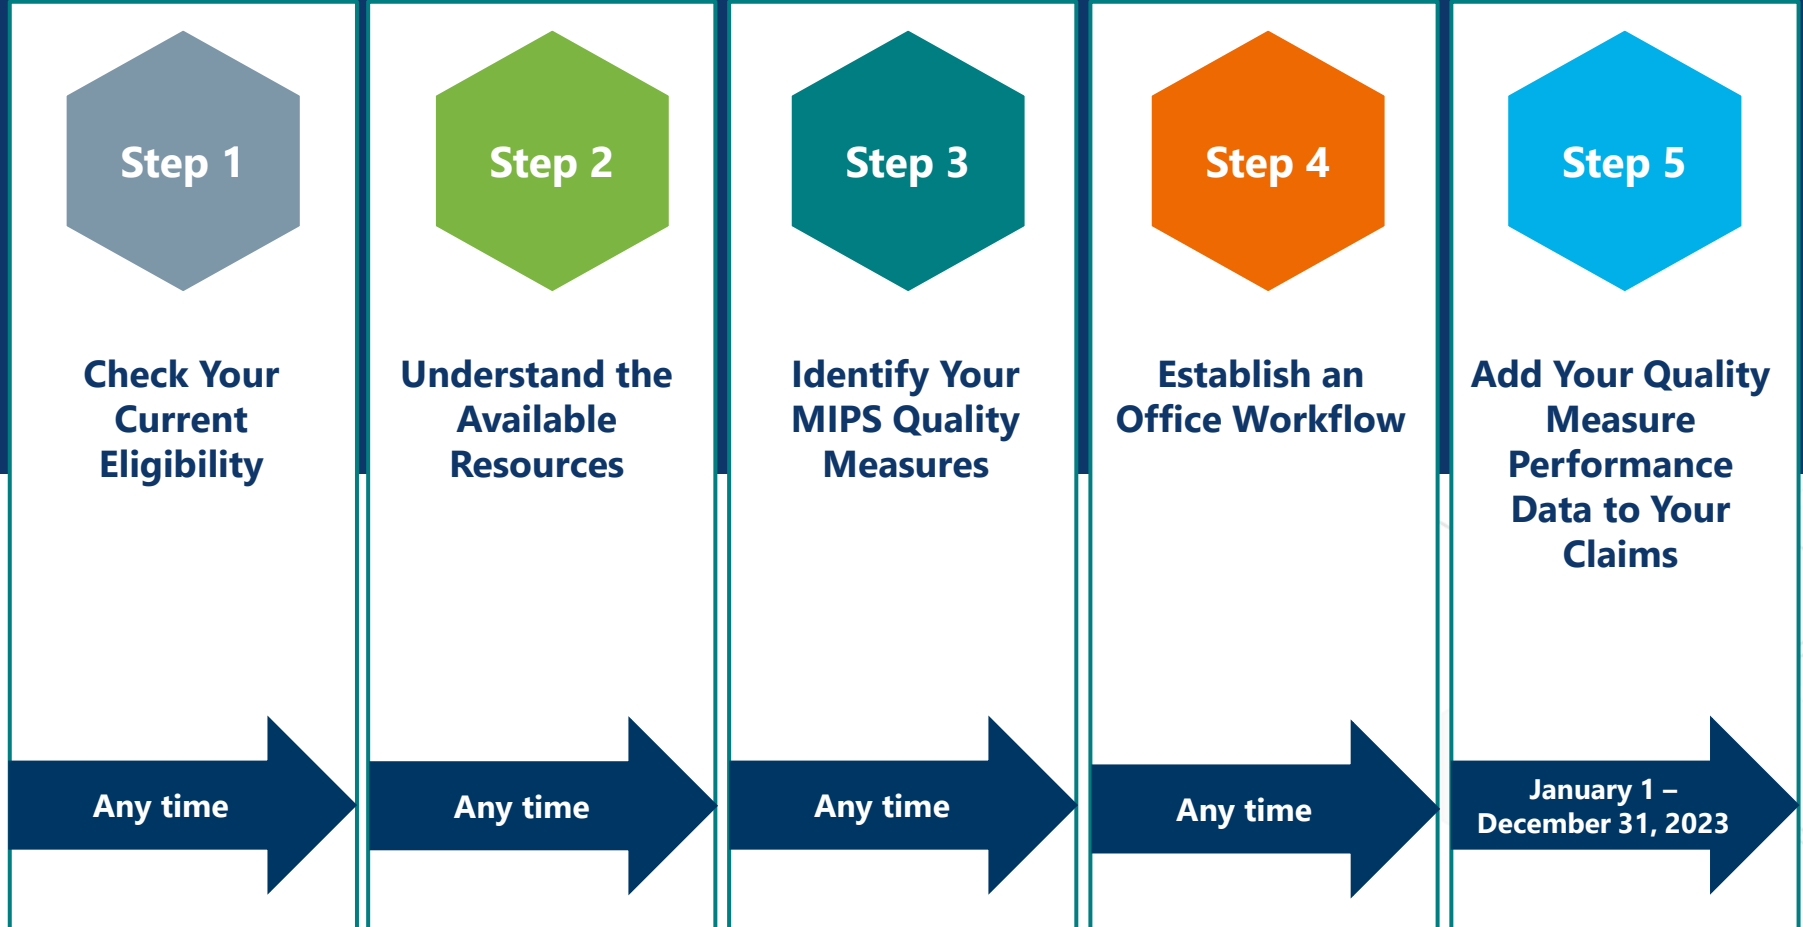 Step 1
Check Your
Current
Eligibility
Any time
Step 2
Understand the
Available
Resources
Any time
Step 3
Identify Your
MIPS Quality
Measures
Any time
Step 4
Establish an
Office Workflow
Any time
Step 5
Add Your Quality
Measure
Performance
Data to Your
Claims
January 1 –
December 31, 2023